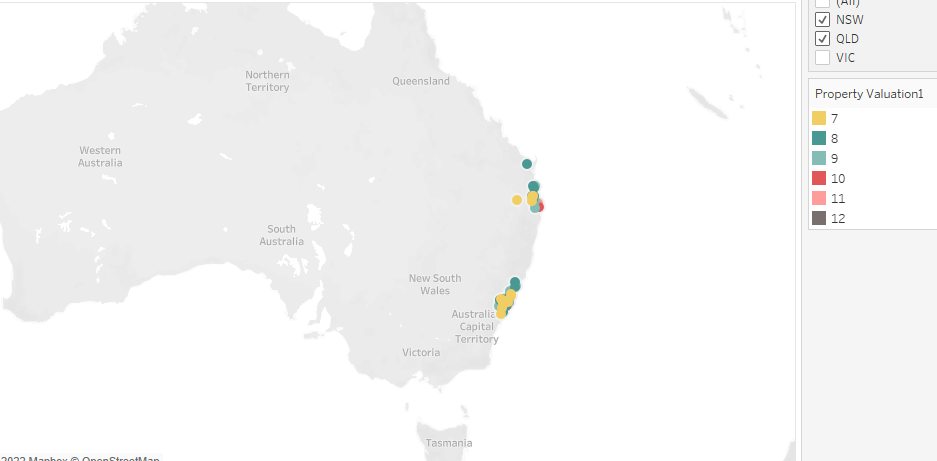 (All)
NSW
QLD
VIC
Property Valuation1
7
8
9
10
11
12
Northern
Territory
Queensland
Western
Australia
South
Australia
New South
Wales
Australia
Capital
Territory
Victoria
Tasmania
2022 Mapbox © OpenStreetMap